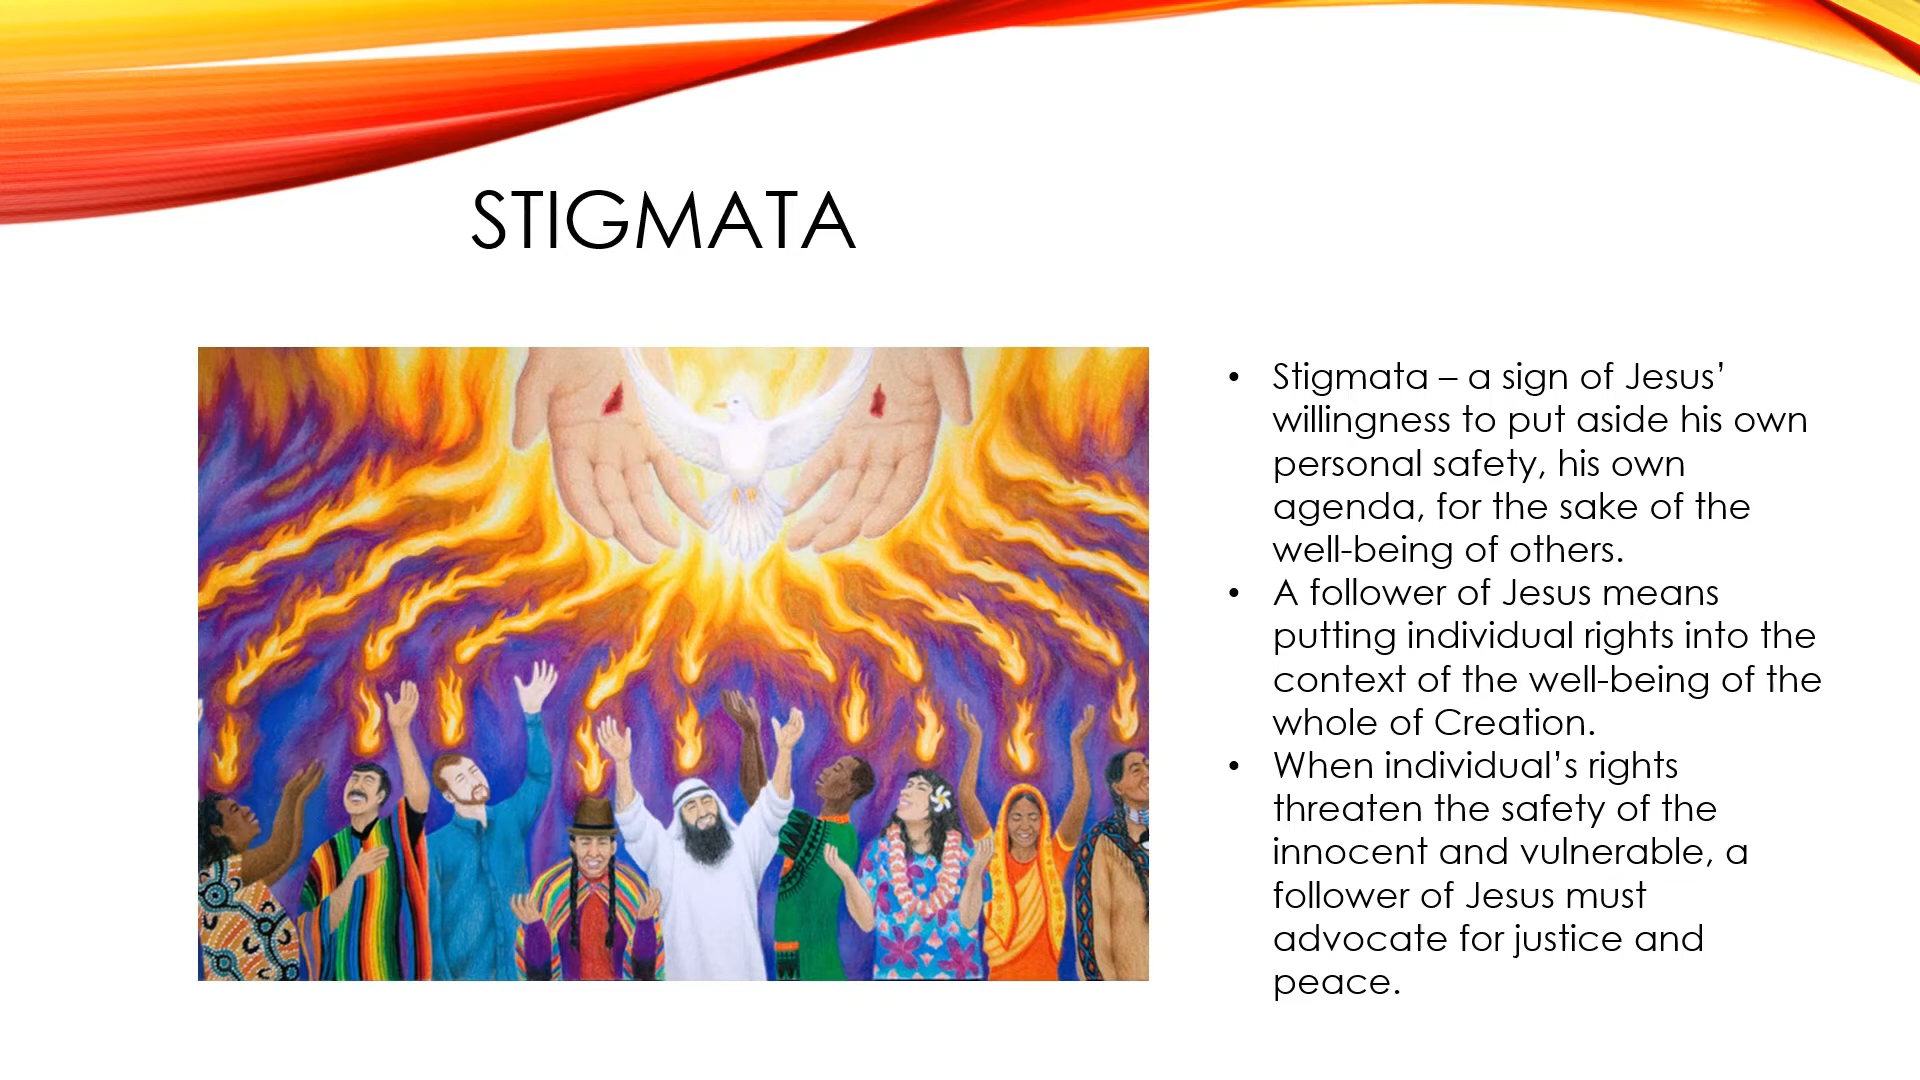 STIGMATA
• Stigmata – a sign of Jesus’
willingness to put aside his own
personal safety, his own
agenda, for the sake of the
well-being of others.
• A follower of Jesus means
putting individual rights into the
context of the well-being of the
whole of Creation.
• When individual’s rights
threaten the safety of the
innocent and vulnerable, a
follower of Jesus must
advocate for justice and
peace.